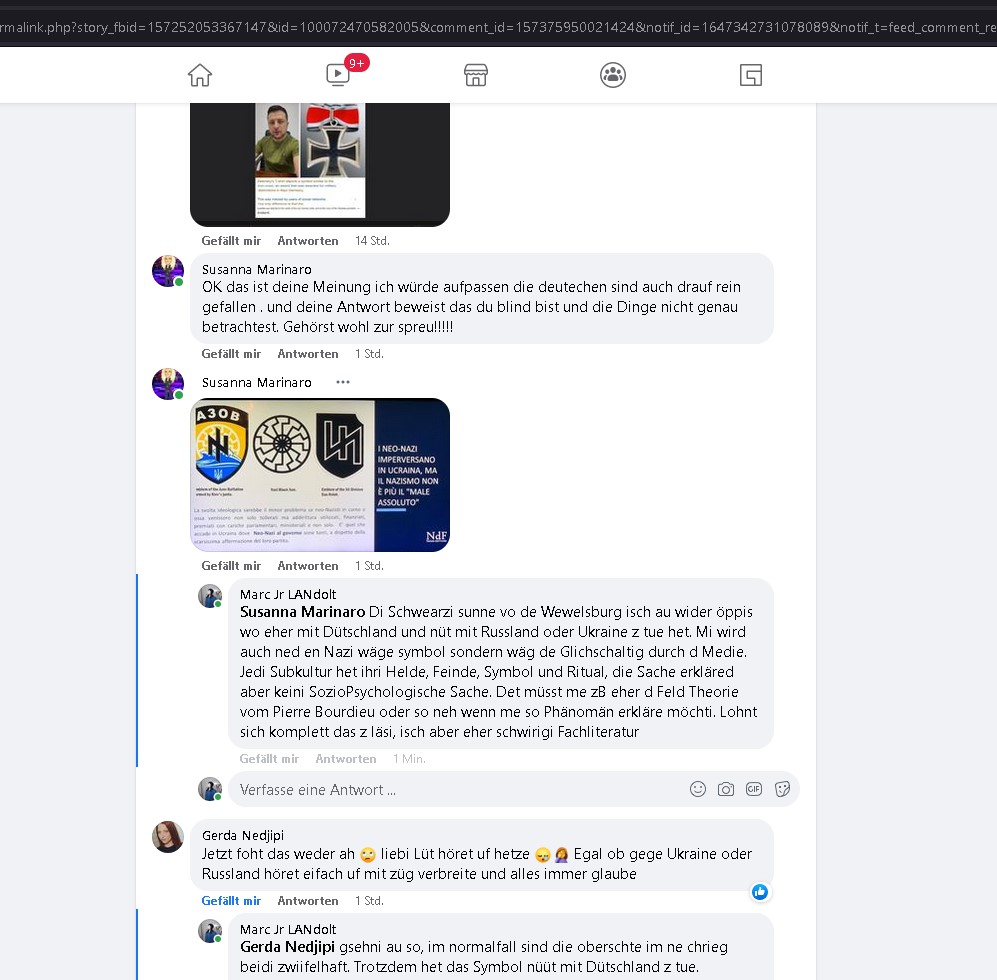 rmalink.php?story_fbid=157252053367147&id=100072470582005&comment_id=157375950021424&notif_id=1647342731078089&notif_t=feed_comment_re
9+
Gefällt mir Antworten 14 Std.
Susanna Marinaro
OK das ist deine Meinung ich würde aufpassen die deutechen sind auch drauf rein
gefallen . und deine Antwort beweist das du blind bist und die Dinge nicht genau
betrachtest. Gehörst wohl zur spreu!!!!!
Gefällt mir Antworten 1 Std.
Susanna Marinaro ...
АЗОВ
I NEO-NAZI
IMPERVERSANO
IN UCRAINA, MA
IL NAZISMO NON
È PIÙ IL "MALE
ASSOLUTO"
NdF
Gefällt mir Antworten 1 Std.
Marc Jr LANdolt
Susanna Marinaro Di Schwearzi sunne vo de Wewelsburg isch au wider öppis
wo eher mit Dütschland und nüt mit Russland oder Ukraine z tue het. Mi wird
auch ned en Nazi wäge symbol sondern wäg de Glichschaltig durch d Medie.
Jedi Subkultur het ihri Helde, Feinde, Symbol und Ritual, die Sache erkläred
aber keini SozioPsychologische Sache. Det müsst me zB eher d Feld Theorie
vom Pierre Bourdieu oder so neh wenn me so Phänomän erkläre möchti. Lohnt
sich komplett das z läsi, isch aber eher schwirigi Fachliteratur
Gefällt mir Antworten 1 Min.
Verfasse eine Antwort ...
GIF
Gerda Nedjipi
Jetzt foht das weder ah 🙄 liebi Lüt höret uf hetze 😪 🤦‍♀️ Egal ob gege Ukraine oder
Russland höret eifach uf mit züg verbreite und alles immer glaube
Gefällt mir Antworten 1 Std.
Marc Jr LANdolt
Gerda Nedjipi gsehni au so, im normalfall sind die oberschte im ne chrieg
beidi zwiifelhaft. Trotzdem het das Symbol nüüt mit Dütschland z tue.